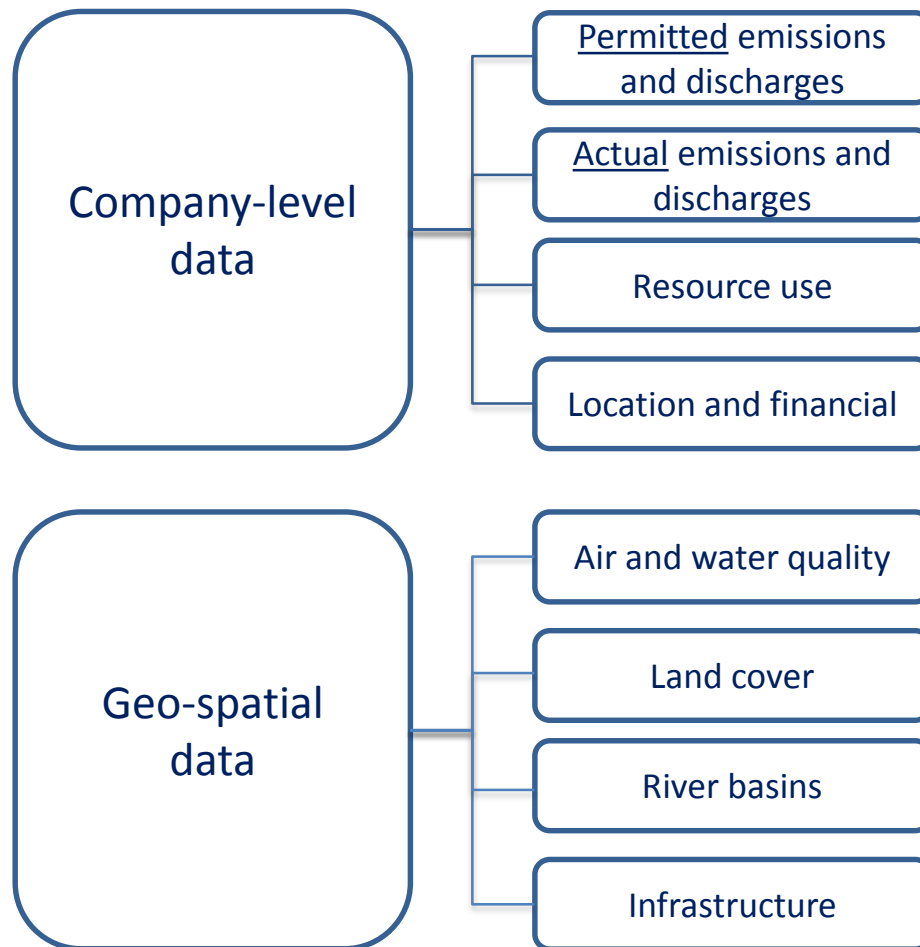 Company-level
data
Permitted emissions
and discharges
Actual emissions and
discharges
Resource use
Location and financial
Geo-spatial
data
Air and water quality
Land cover
River basins
Infrastructure